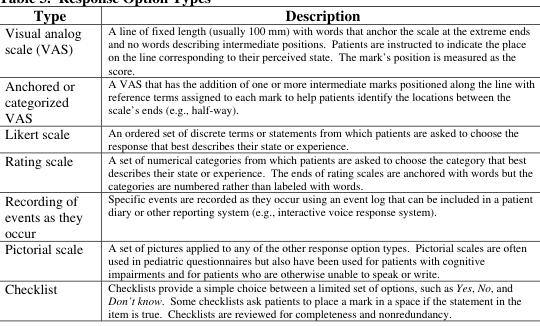 Table 3. Response Option Types
Type Description
Visual analog
scale (VAS)
A line of fixed length (usually 100 mm) with words that anchor the scale at the extreme ends
and no words describing intermediate positions. Patients are instructed to indicate the place
on the line corresponding to their perceived state. The mark's position is measured as the
score.
Anchored or
categorized
VAS
A VAS that has the addition of one or more intermediate marks positioned along the line with
reference terms assigned to each mark to help patients identify the locations between the
scale's ends (e.g., half-way).
Likert scale
An ordered set of discrete terms or statements from which patients are asked to choose the
response that best describes their state or experience.
Rating scale
A set of numerical categories from which patients are asked to choose the category that best
describes their state or experience. The ends of rating scales are anchored with words but the
categories are numbered rather than labeled with words.
Recording of
events as they
occur
Specific events are recorded as they occur using an event log that can be included in a patient
diary or other reporting system (e.g., interactive voice response system).
Pictorial scale
A set of pictures applied to any of the other response option types. Pictorial scales are often
used in pediatric questionnaires but also have been used for patients with cognitive
impairments and for patients who are otherwise unable to speak or write.
Checklist
Checklists provide a simple choice between a limited set of options, such as Yes, No, and
Don't know. Some checklists ask patients to place a mark in a space if the statement in the
item is true. Checklists are reviewed for completeness and nonredundancy.